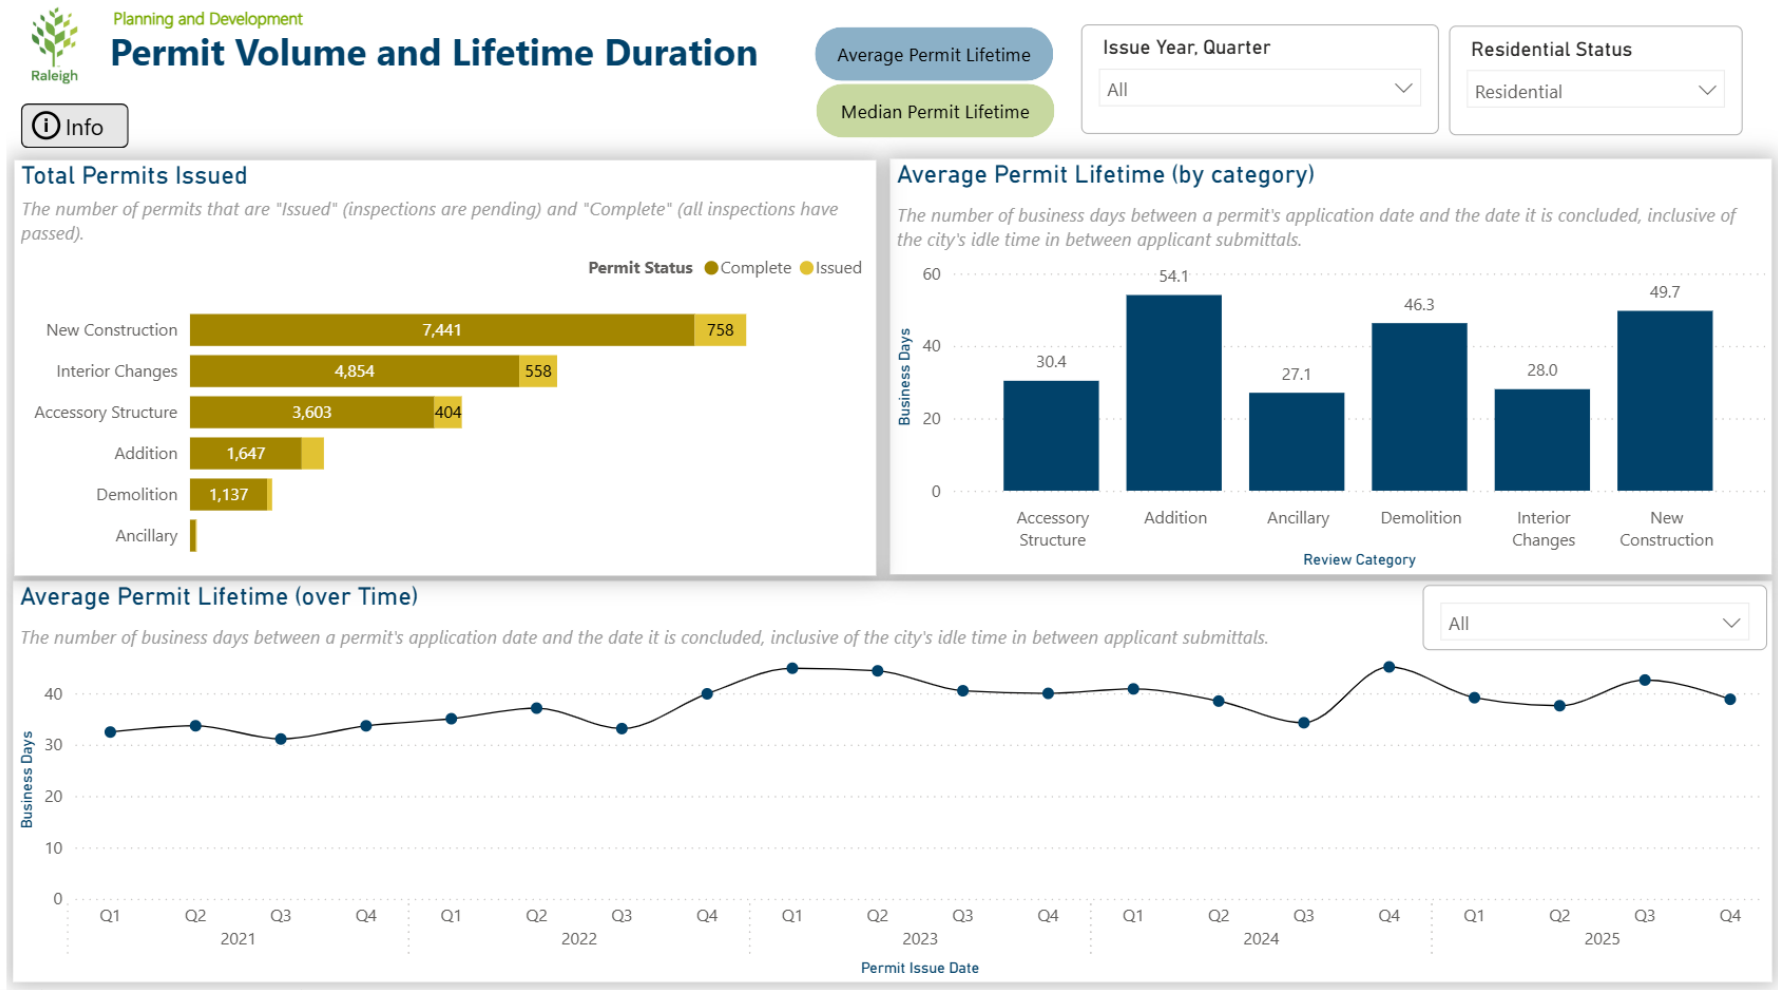 Planning and Development
Permit Volume and Lifetime Duration
Raleigh
Info
Average Permit Lifetime
Median Permit Lifetime
Issue Year, Quarter
All
Residential Status
Residential
Total Permits Issued
The number of permits that are "Issued" (inspections are pending) and "Complete" (all inspections have
passed).
Permit Status Complete Issued
New Construction 7,441 758
Interior Changes 4,854 558
Accessory Structure 3,603 404
Addition 1,647
Demolition 1,137
Ancillary
Average Permit Lifetime (by category)
The number of business days between a permit's application date and the date it is concluded, inclusive of
the city's idle time in between applicant submittals.
Business Days
60
40
20
0
30.4
54.1
27.1
46.3
28.0
49.7
Accessory
Structure
Addition
Ancillary
Demolition
Interior
Changes
New
Construction
Review Category
Average Permit Lifetime (over Time)
The number of business days between a permit's application date and the date it is concluded, inclusive of the city's idle time in between applicant submittals.
All
Business Days
40
30
20
10
0
Q1 Q2 Q3 Q4 Q1 Q2 Q3 Q4 Q1 Q2 Q3 Q4 Q1 Q2 Q3 Q4 Q1 Q2 Q3 Q4
2021 2022 2023 2024 2025
Permit Issue Date